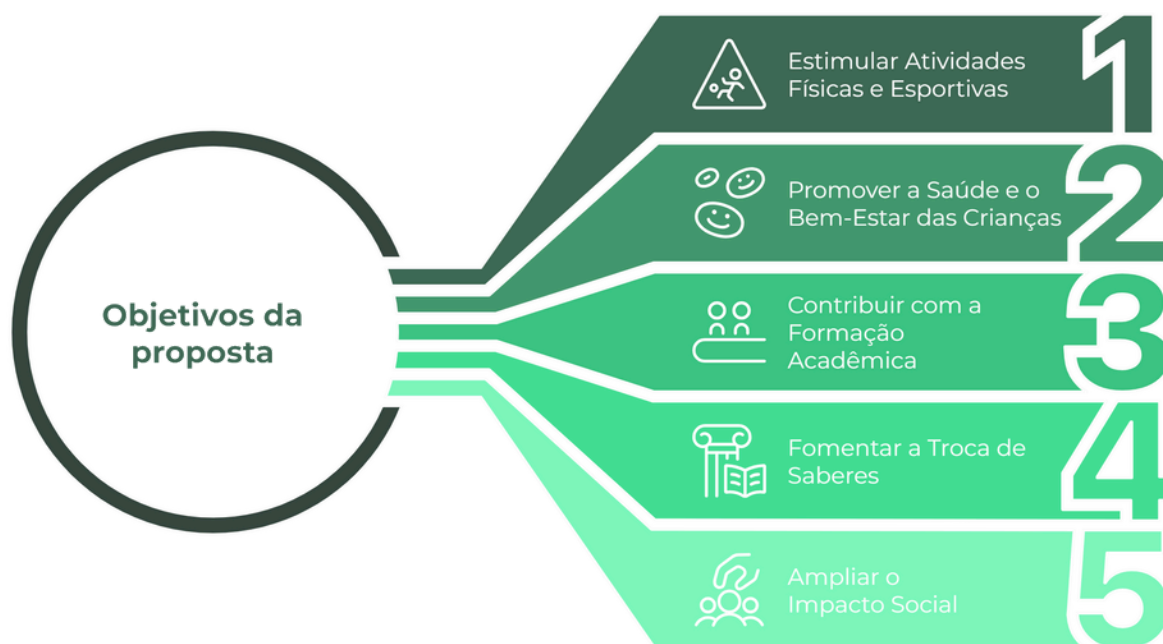 Objetivos da
proposta
1
Estimular Atividades
Físicas e Esportivas
2
Promover a Saúde e o
Bem-Estar das Crianças
3
Contribuir com a
Formação
Acadêmica
4
Fomentar a Troca de
Saberes
5
Ampliar o
Impacto Social